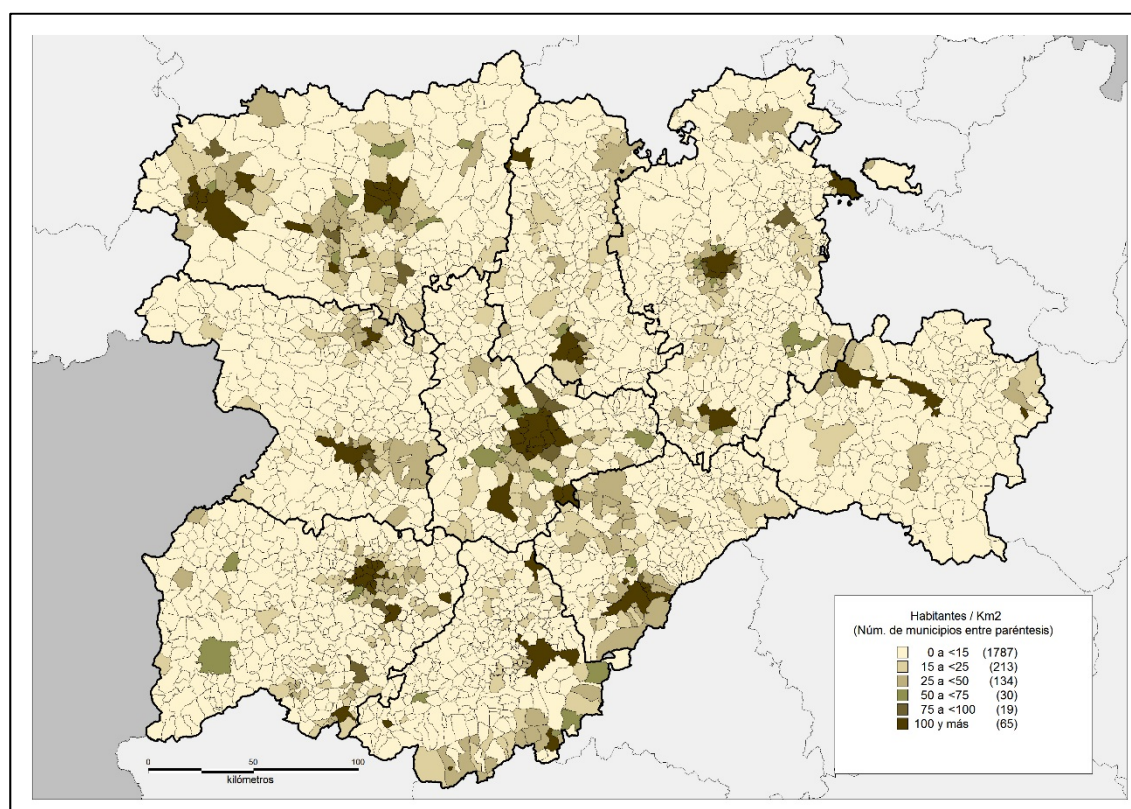 Habitantes / Km2
(Núm. de municipios entre paréntesis)
0 a <15 (1787)
15 a <25 (213)
25 a <50 (134)
50 a <75 (30)
75 a <100 (19)
100 y más (65)
0 50 100
kilómetros